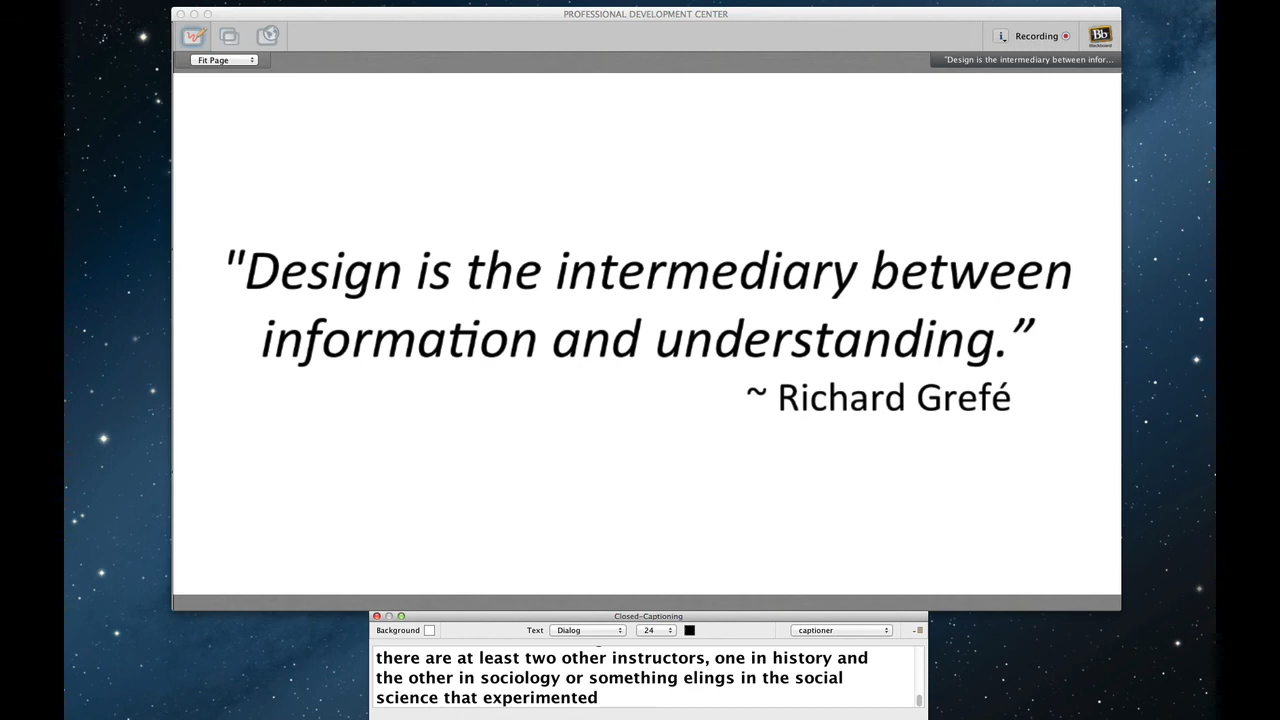 PROFESSIONAL DEVELOPMENT CENTER
i Recording Bb
Blackboard
Fit Page "Design is the intermediary between infor...
"Design is the intermediary between
information and understanding.”
~ Richard Grefé
Closed-Captioning
Background Text Dialog 24 captioner
there are at least two other instructors, one in history and
the other in sociology or something elings in the social
science that experimented